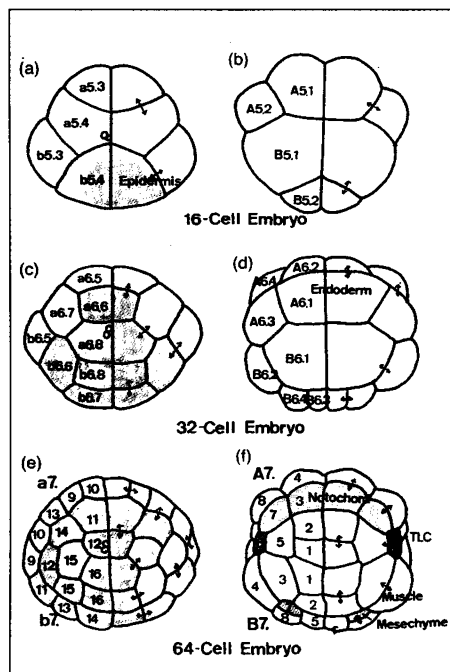 (a)
(b)
a5.3
a5.4
b5.3
b5.4 Epidermis
A5.1
A5.2
B5.1
B5.2
16-Cell Embryo
(c)
(d)
a6.5
a6.7
a6.6
b6.5
a6.8
b6.6
b6.8
b6.7
A6.2
A6.4
Endoderm
A6.1
A6.3
B6.1
B6.2
B6.4
B6.3
32-Cell Embryo
(e)
(f)
a7.
9 10
13
11
10 14
12
9 12 15
16
11 15 16
13
14
b7.
A7.
4
8 3 Notochord
7
2
5
1
TLC
4 3 1
Muscle
2
8 5
Mesechyme
B7.
64-Cell Embryo